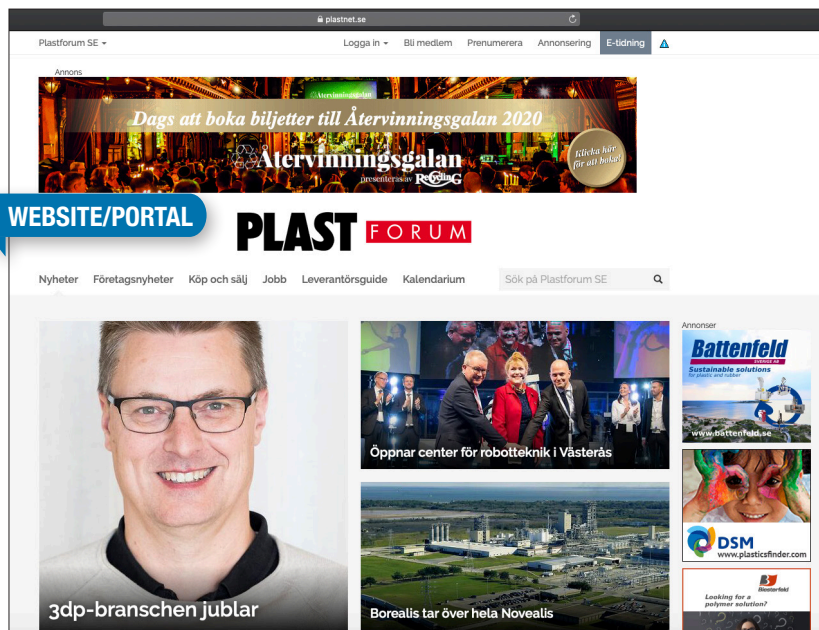 plastnet.se
Plastforum SE
Logga in
Bli medlem
Prenumerera
Annonsering
E-tidning
Annons
Återvinningsgalan
Dags att boka biljetter till Återvinningsgalan 2020
Återvinningsgalan
presenteras av Recycling
Klicka här
för att boka!
WEBSITE/PORTAL
PLAST FORUM
Nyheter
Företagsnyheter
Köp och sälj
Jobb
Leverantörsguide
Kalendarium
Sök på Plastforum SE
3dp-branschen jublar
Öppnar center för robotteknik i Västerås
Borealis tar över hela Novealis
Annonser
Battenfeld
SVERIGE AB
Sustainable solutions
for plastic and rubber
www.battenfeld.se
DSM
www.plasticsfinder.com
Biesterfeld
Looking for a
polymer solution?